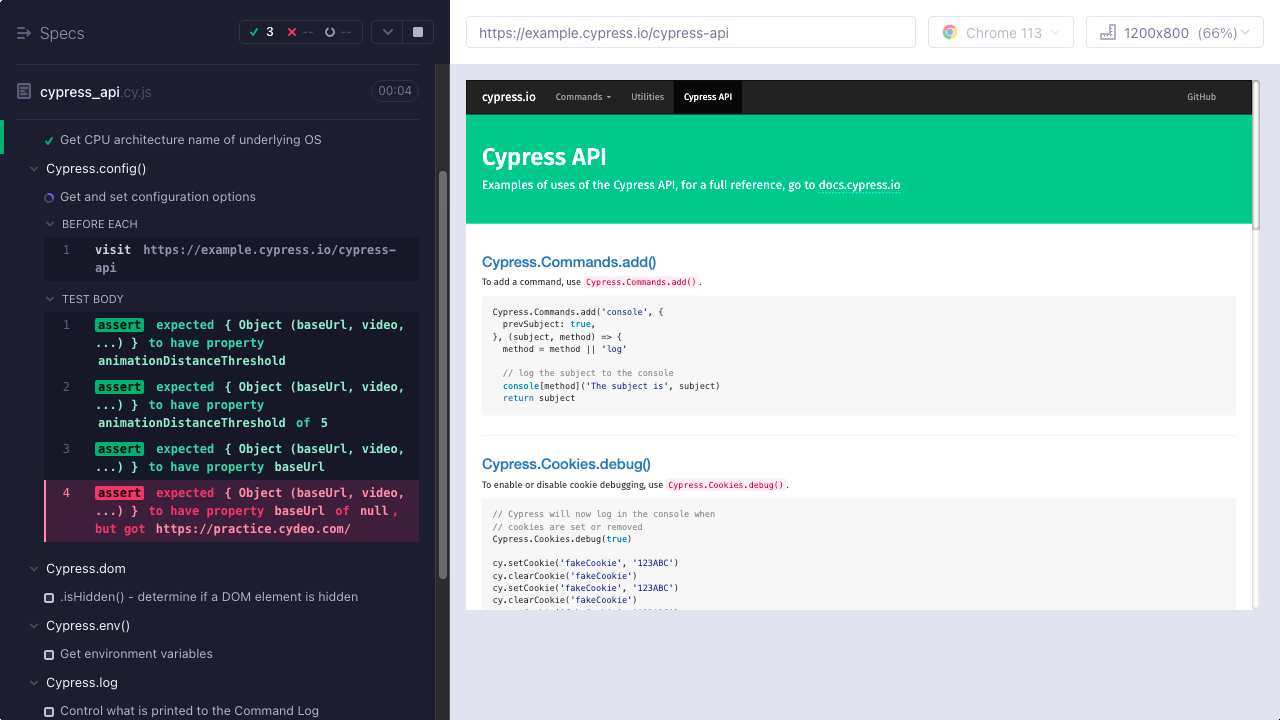 Specs
3 -- --
cypress_api.cy.js
00:04
Get CPU architecture name of underlying OS
Cypress.config()
Get and set configuration options
BEFORE EACH
1 visit https://example.cypress.io/cypress-
api
TEST BODY
1 assert expected { Object (baseUrl, video,
...) } to have property
animationDistanceThreshold
2 assert expected { Object (baseUrl, video,
...) } to have property
animationDistanceThreshold of 5
3 assert expected { Object (baseUrl, video,
...) } to have property baseUrl
4 assert expected { Object (baseUrl, video,
...) } to have property baseUrl of null,
but got https://practice.cydeo.com/
Cypress.dom
.isHidden() - determine if a DOM element is hidden
Cypress.env()
Get environment variables
Cypress.log
Control what is printed to the Command Log
https://example.cypress.io/cypress-api
Chrome 113
1200x800 (66%)
cypress.io Commands Utilities Cypress API GitHub
Cypress API
Examples of uses of the Cypress API, for a full reference, go to docs.cypress.io
Cypress.Commands.add()
To add a command, use Cypress.Commands.add().
Cypress.Commands.add('console', {
prevSubject: true,
}, (subject, method) => {
method = method || 'log'
// log the subject to the console
console[method]('The subject is', subject)
return subject
Cypress.Cookies.debug()
To enable or disable cookie debugging, use Cypress.Cookies.debug().
// Cypress will now log in the console when
// cookies are set or removed
Cypress.Cookies.debug(true)
cy.setCookie('fakeCookie', '123ABC')
cy.clearCookie('fakeCookie')
cy.setCookie('fakeCookie', '123ABC')
cy.clearCookie('fakeCookie')